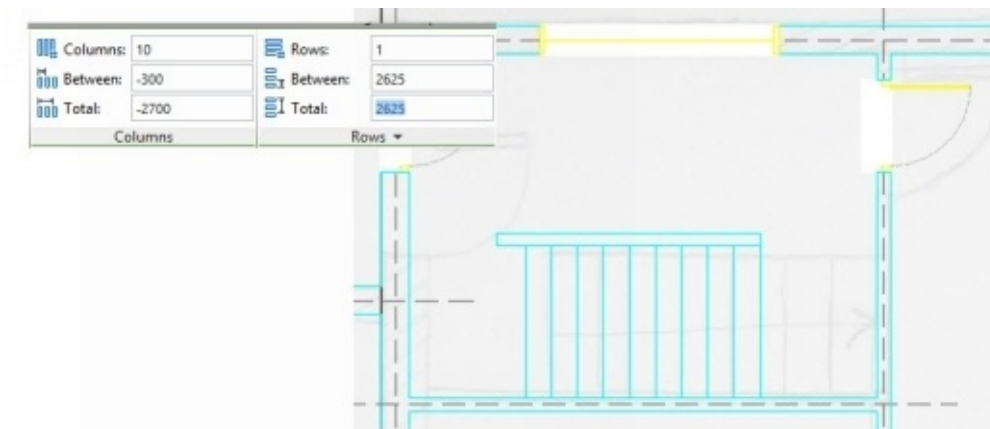 Columns: 10 Rows: 1
Between: -300 Between: 2625
Total: -2700 Total: 2625
Columns Rows